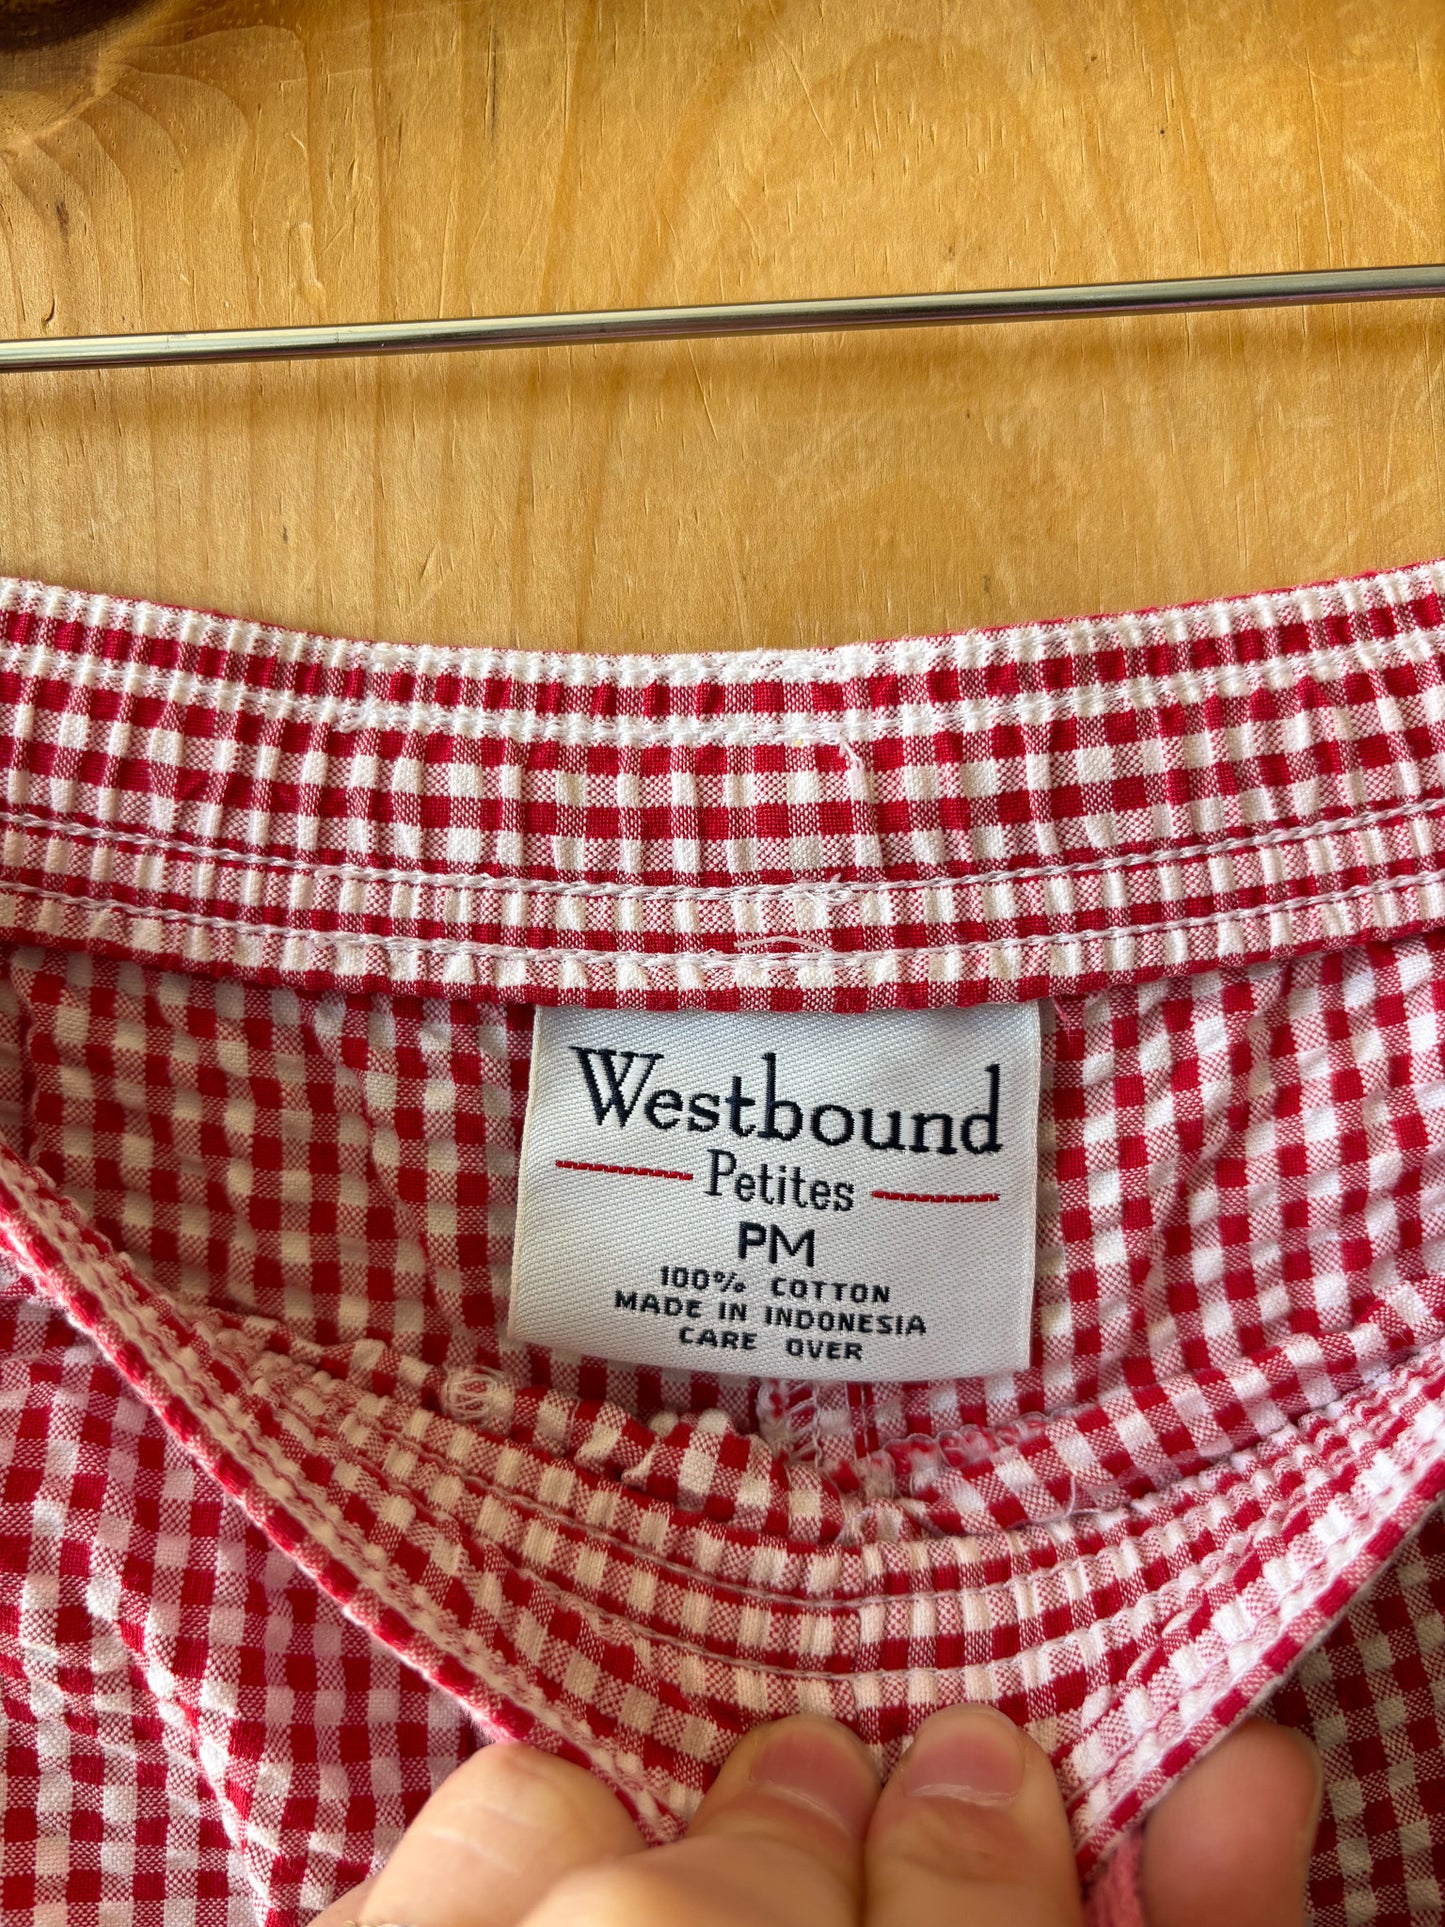 Westbound
Petites
PM
100% COTTON
MADE IN INDONESIA
CARE OVER